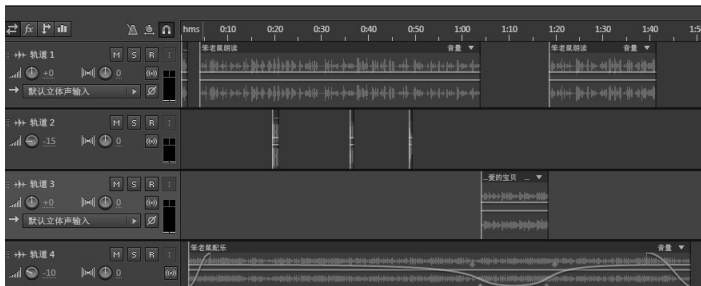 fx
hms 0:10 0:20 0:30 0:40 0:50 1:00 1:10 1:20 1:30 1:40 1:5
轨道 1 M S R I
笨老鼠朗读 音量
笨老鼠朗读 音量
+0 0
默认立体声输入
轨道 2 M S R I
-15 0
轨道 3 M S R I
...爱的宝贝 ...
+0 0
默认立体声输入
轨道 4 M S R I
笨老鼠配乐 音量
-10 0